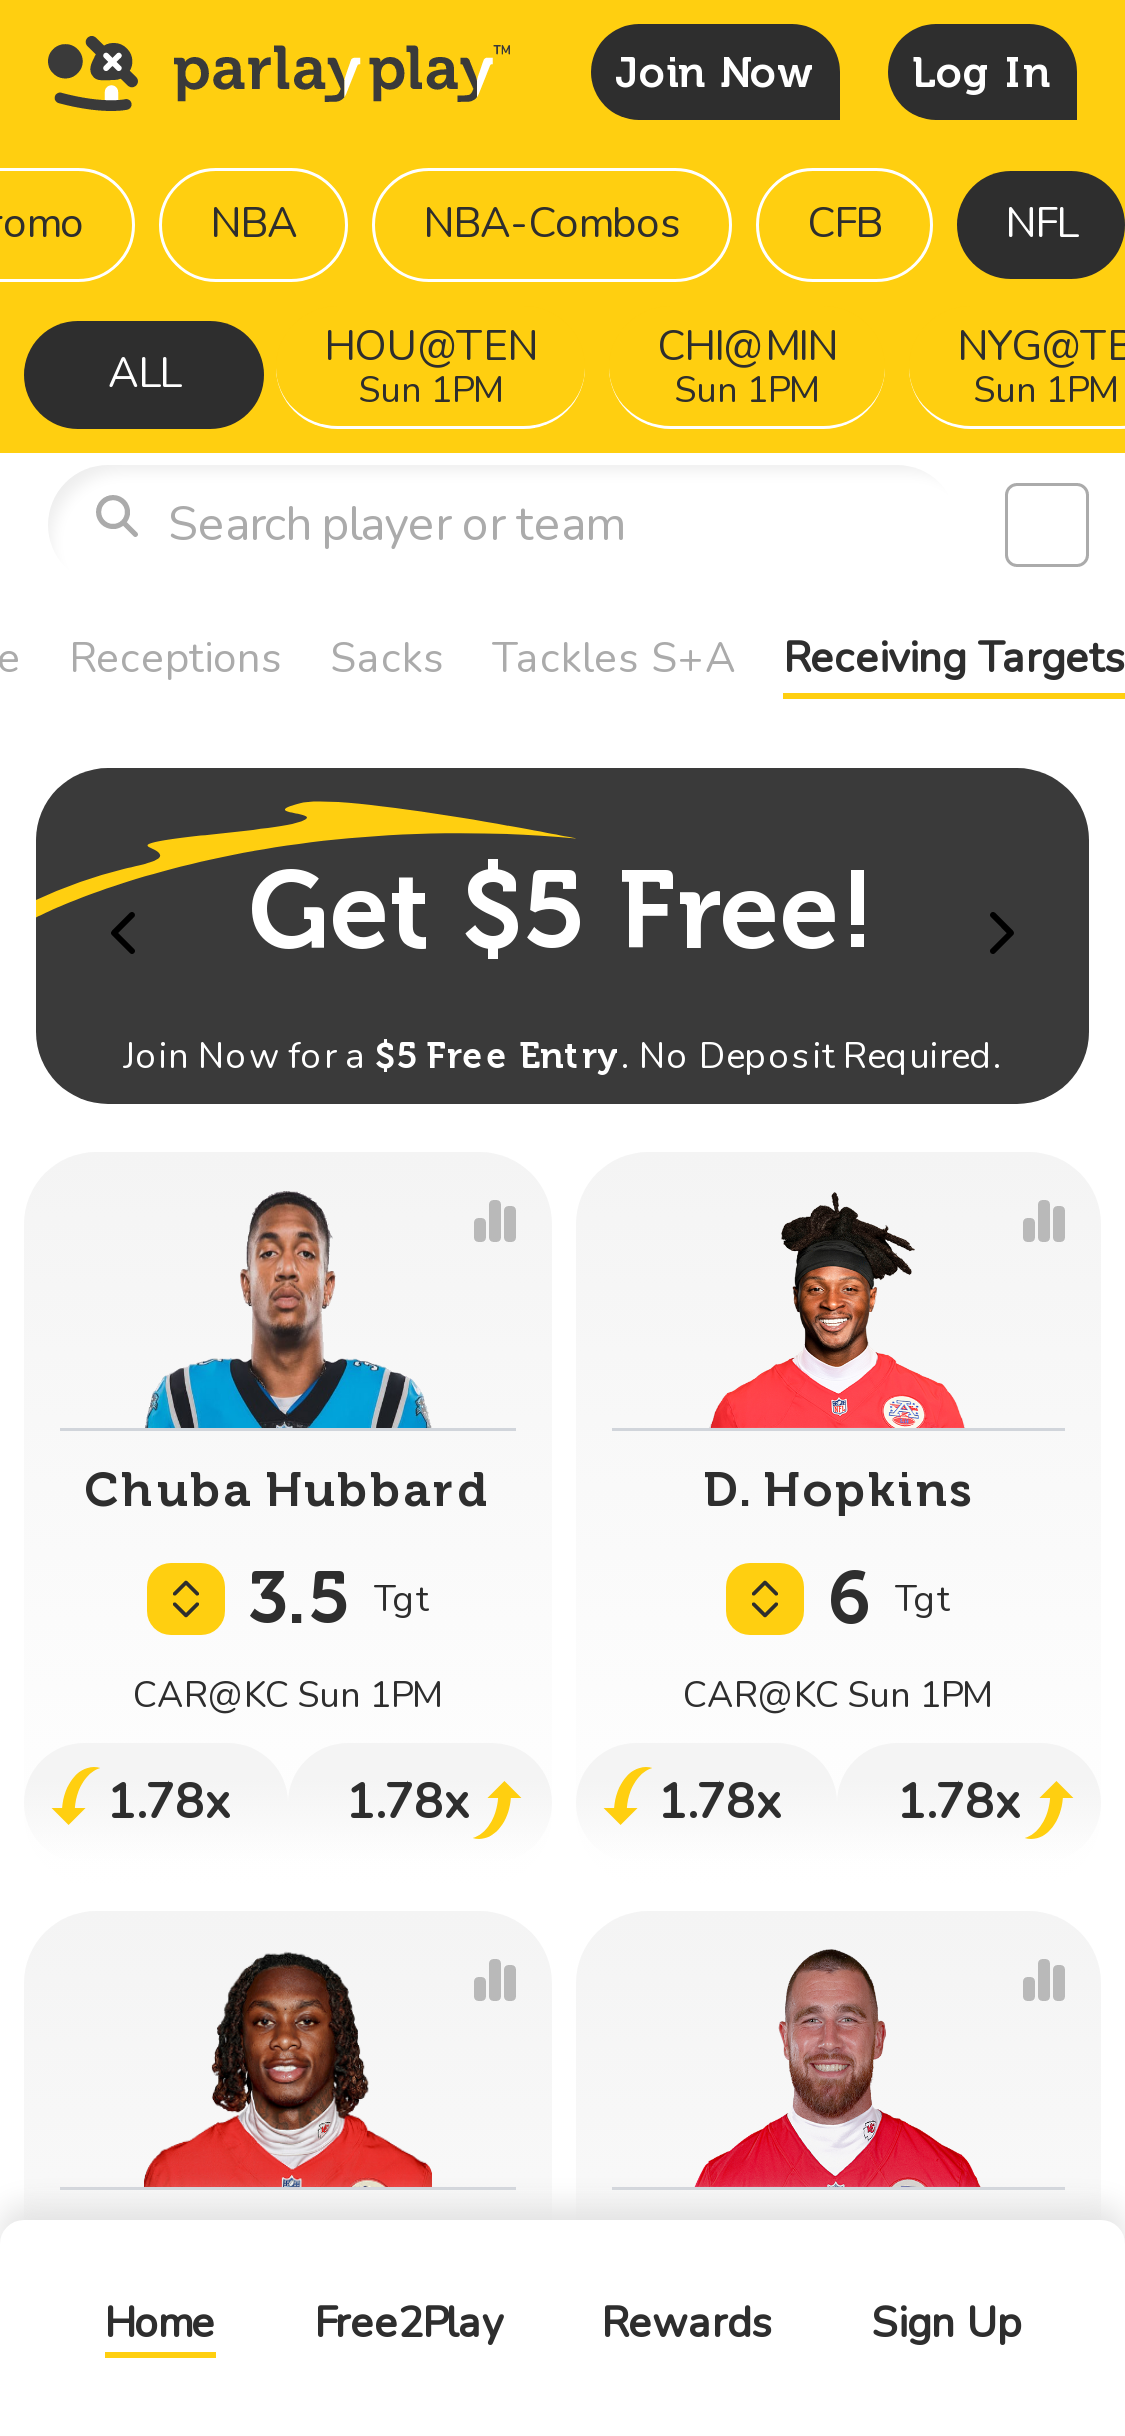 parlay play™
Join Now
Log In
romo
NBA
NBA-Combos
CFB
NFL
ALL
HOU@TEN
Sun 1PM
CHI@MIN
Sun 1PM
NYG@TE
Sun 1PM
Search player or team
e
Receptions
Sacks
Tackles S+A
Receiving Targets
Get $5 Free!
Join Now for a $5 Free Entry. No Deposit Required.
Chuba Hubbard
3.5 Tgt
CAR@KC Sun 1PM
1.78x
1.78x
D. Hopkins
6 Tgt
CAR@KC Sun 1PM
1.78x
1.78x
Home
Free2Play
Rewards
Sign Up